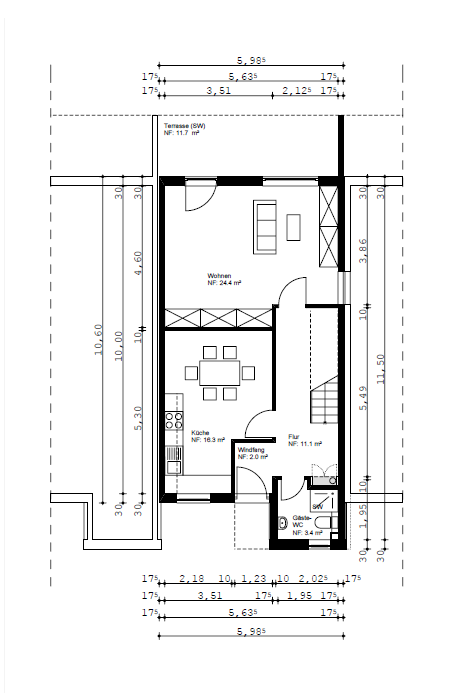 5,98⁵
17⁵ 5,63⁵ 17⁵
17⁵ 3,51 2,12⁵ 17⁵
Terrasse (SW)
NF: 11.7 m²
30 30 30 30 30
4,60
3,86
Wohnen
NF: 24.4 m²
10,60
10,00
10
10
11,50
5,30
5,49
Küche
NF: 16.3 m²
Flur
NF: 11.1 m²
Windfang
NF: 2.0 m²
10
SW
Gäste-
WC
NF: 3.4 m²
1,95
30 30
30 30
17⁵ 2,18 10 1,23 10 2,02⁵ 17⁵
17⁵ 3,51 17⁵ 1,95 17⁵
17⁵ 5,63⁵ 17⁵
5,98⁵